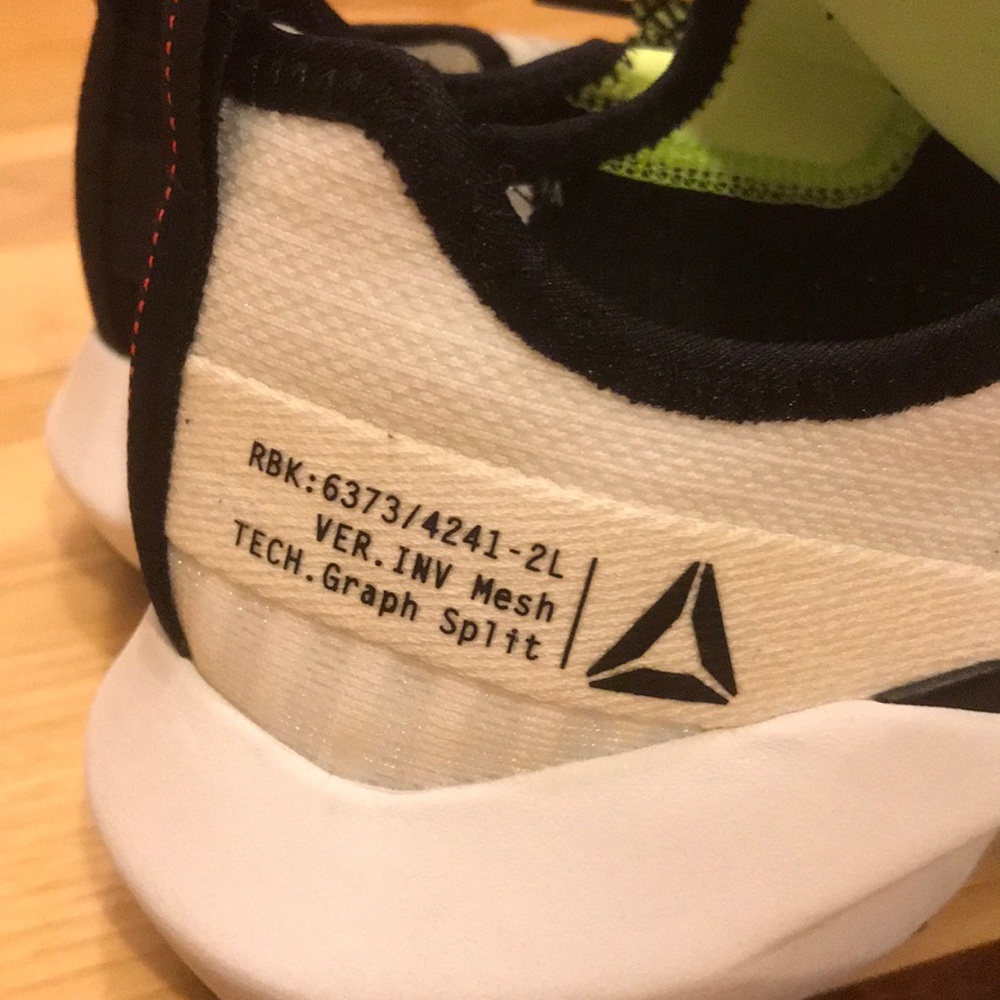 RBK:6373/4241-2L
VER.INV Mesh
TECH.Graph Split